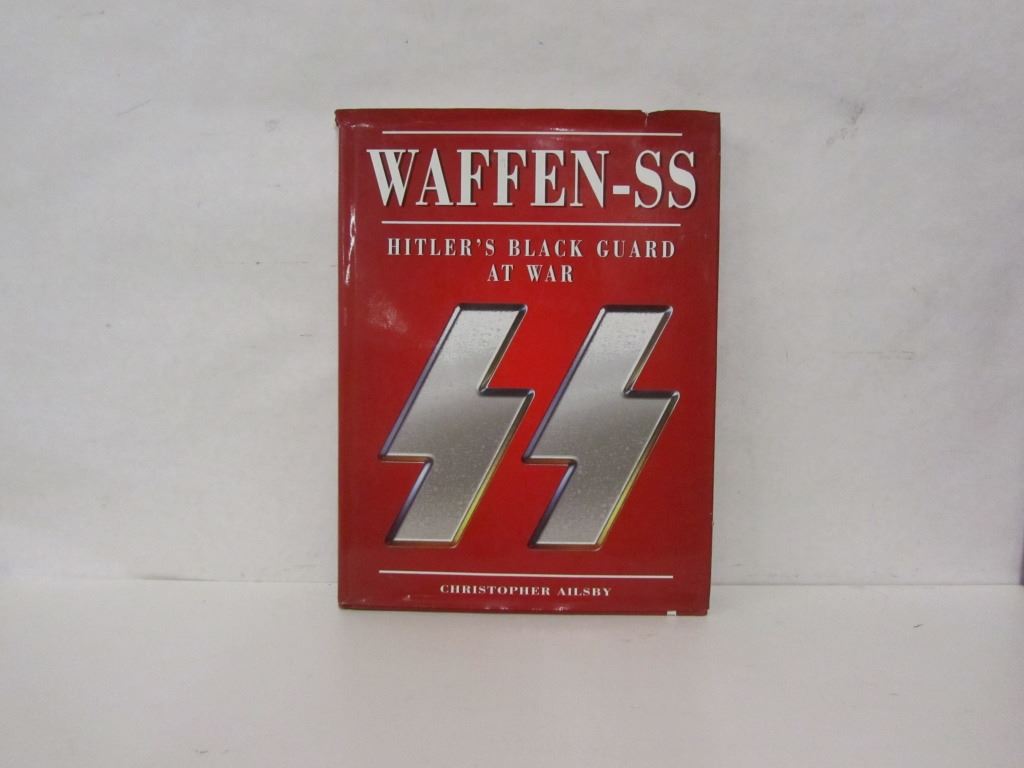 WAFFEN-SS
HITLER'S BLACK GUARD
AT WAR
CHRISTOPHER AILSBY